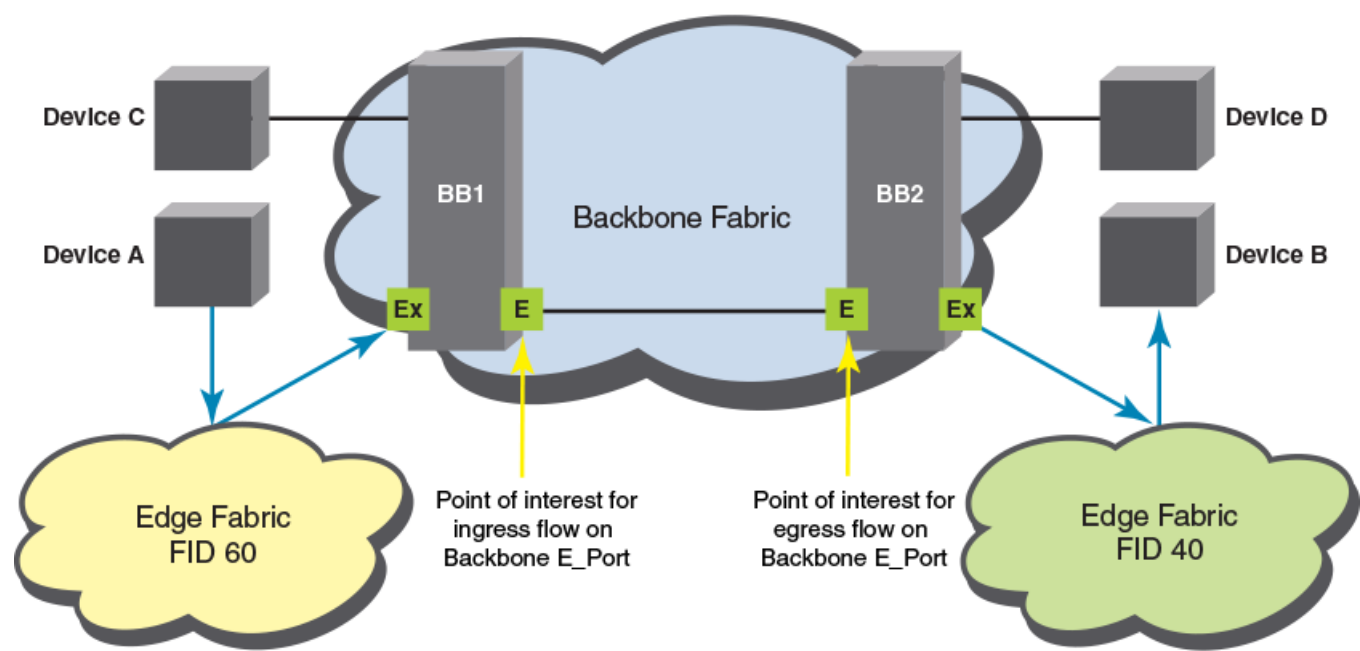 Device C
BB1
Backbone Fabric
BB2
Device D
Device A
Device B
Ex
E
E
Ex
Point of interest for
ingress flow on
Backbone E_Port
Point of interest for
egress flow on
Backbone E_Port
Edge Fabric
FID 60
Edge Fabric
FID 40